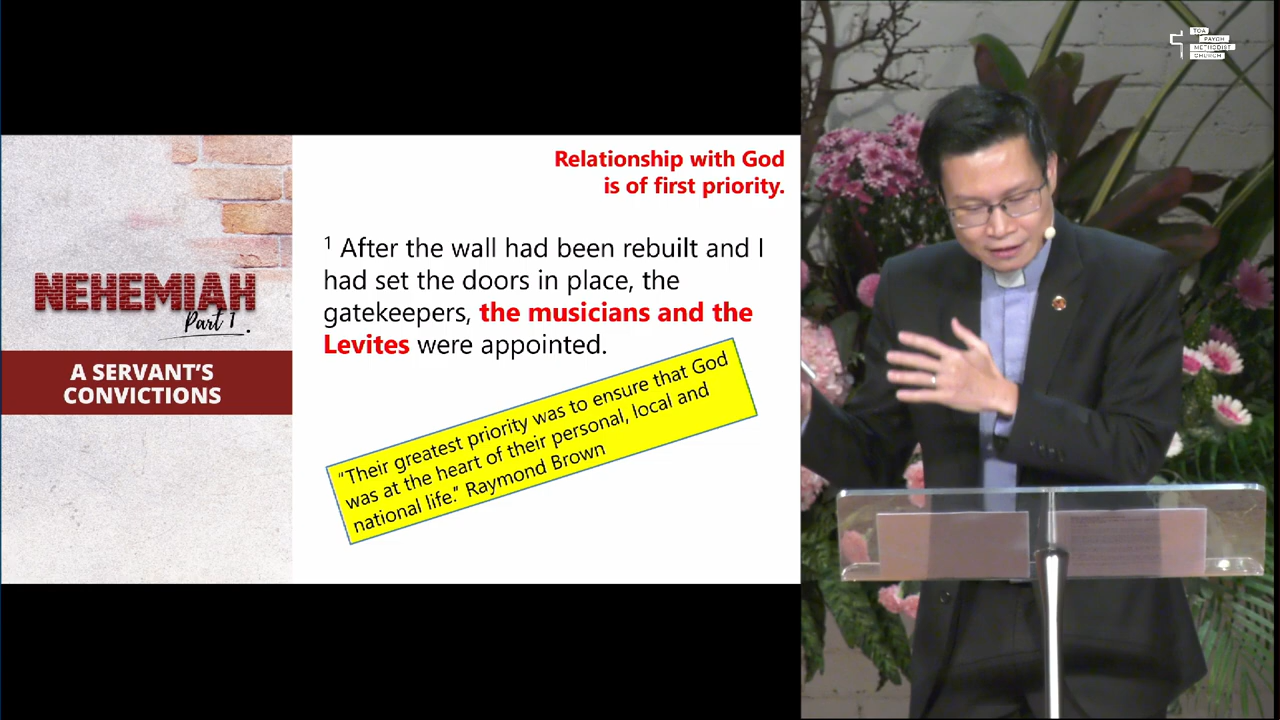 NEHEMIAH
Part 1.
A SERVANT'S
CONVICTIONS
Relationship with God
is of first priority.
1 After the wall had been rebuilt and I
had set the doors in place, the
gatekeepers, the musicians and the
Levites were appointed.
"Their greatest priority was to ensure that God
was at the heart of their personal, local and
national life." Raymond Brown
TOA
PAYOH
METHODIST
CHURCH